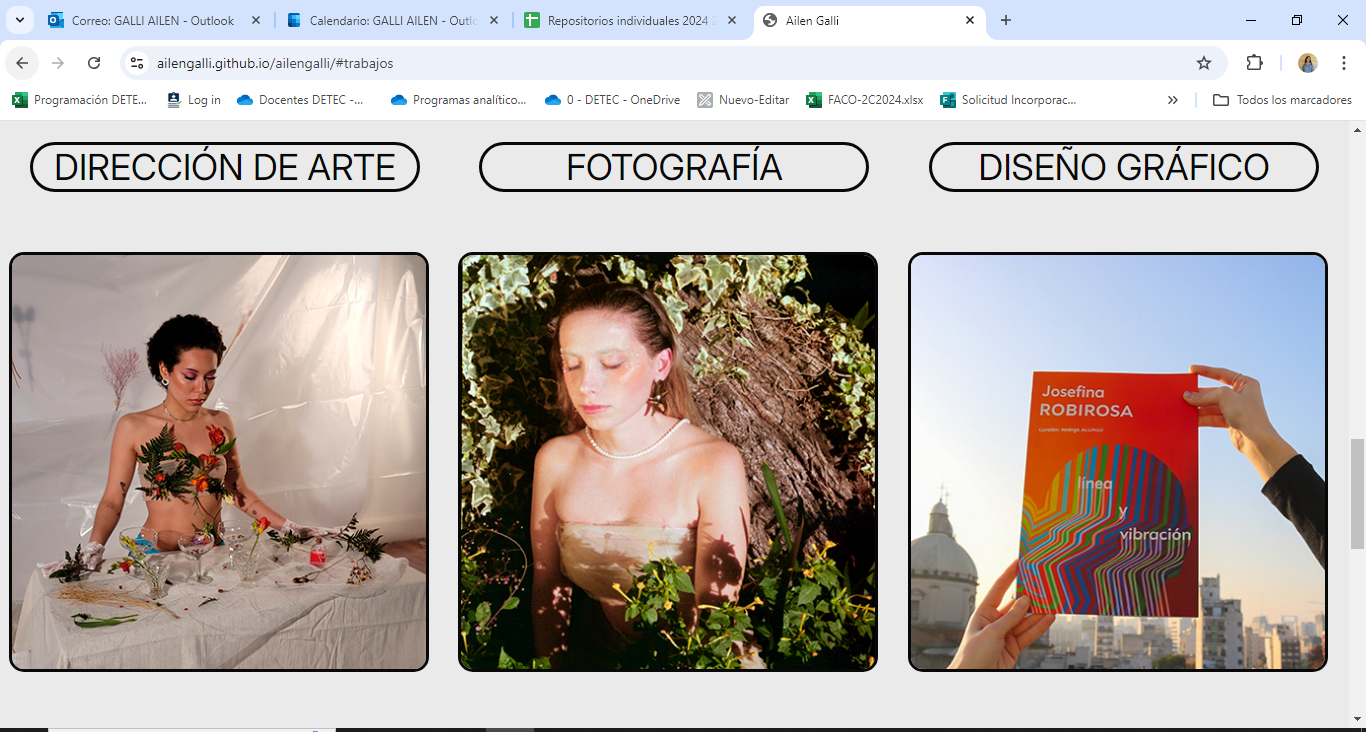 Correo: GALLI AILEN - Outlook
Calendario: GALLI AILEN - Outlo
Repositorios individuales 2024 2
Ailen Galli
ailengalli.github.io/ailengalli/#trabajos
Programación DETE...
Log in
Docentes DETEC -...
Programas analítico...
0 - DETEC - OneDrive
Nuevo-Editar
FACO-2C2024.xlsx
Solicitud Incorporac...
Todos los marcadores
DIRECCIÓN DE ARTE
FOTOGRAFÍA
DISEÑO GRÁFICO
Josefina
ROBIROSA
línea
y
vibración